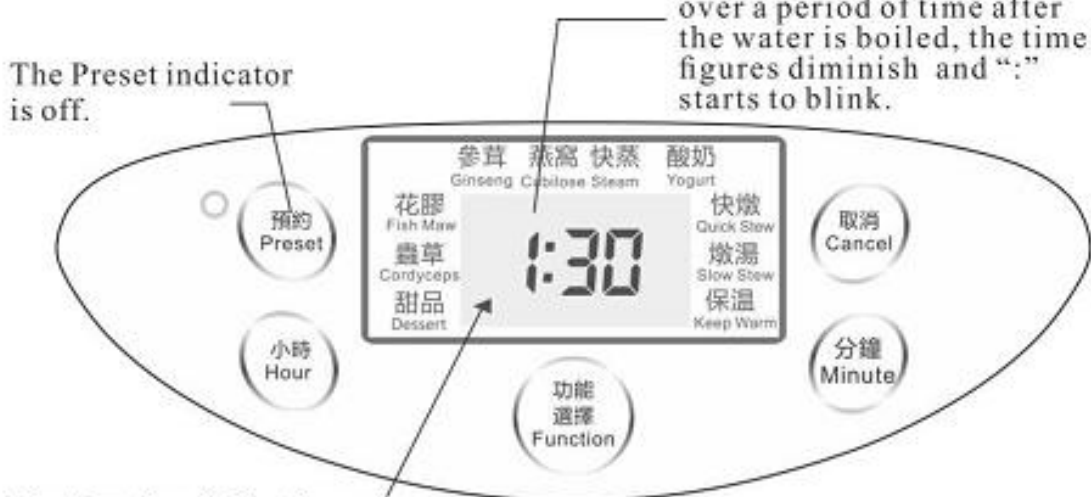 over a period of time after
the water is boiled, the time
figures diminish and “:”
starts to blink.
The Preset indicator
is off.
參茸 燕窩 快蒸 酸奶
Ginseng Cubilose Steam Yogurt
花膠
Fish Maw
蟲草
Cordyceps
甜品
Dessert
1:30
快燉
Quick Stew
燉湯
Slow Stew
保溫
Keep Warm
預約
Preset
取消
Cancel
小時
Hour
分鐘
Minute
功能
選擇
Function